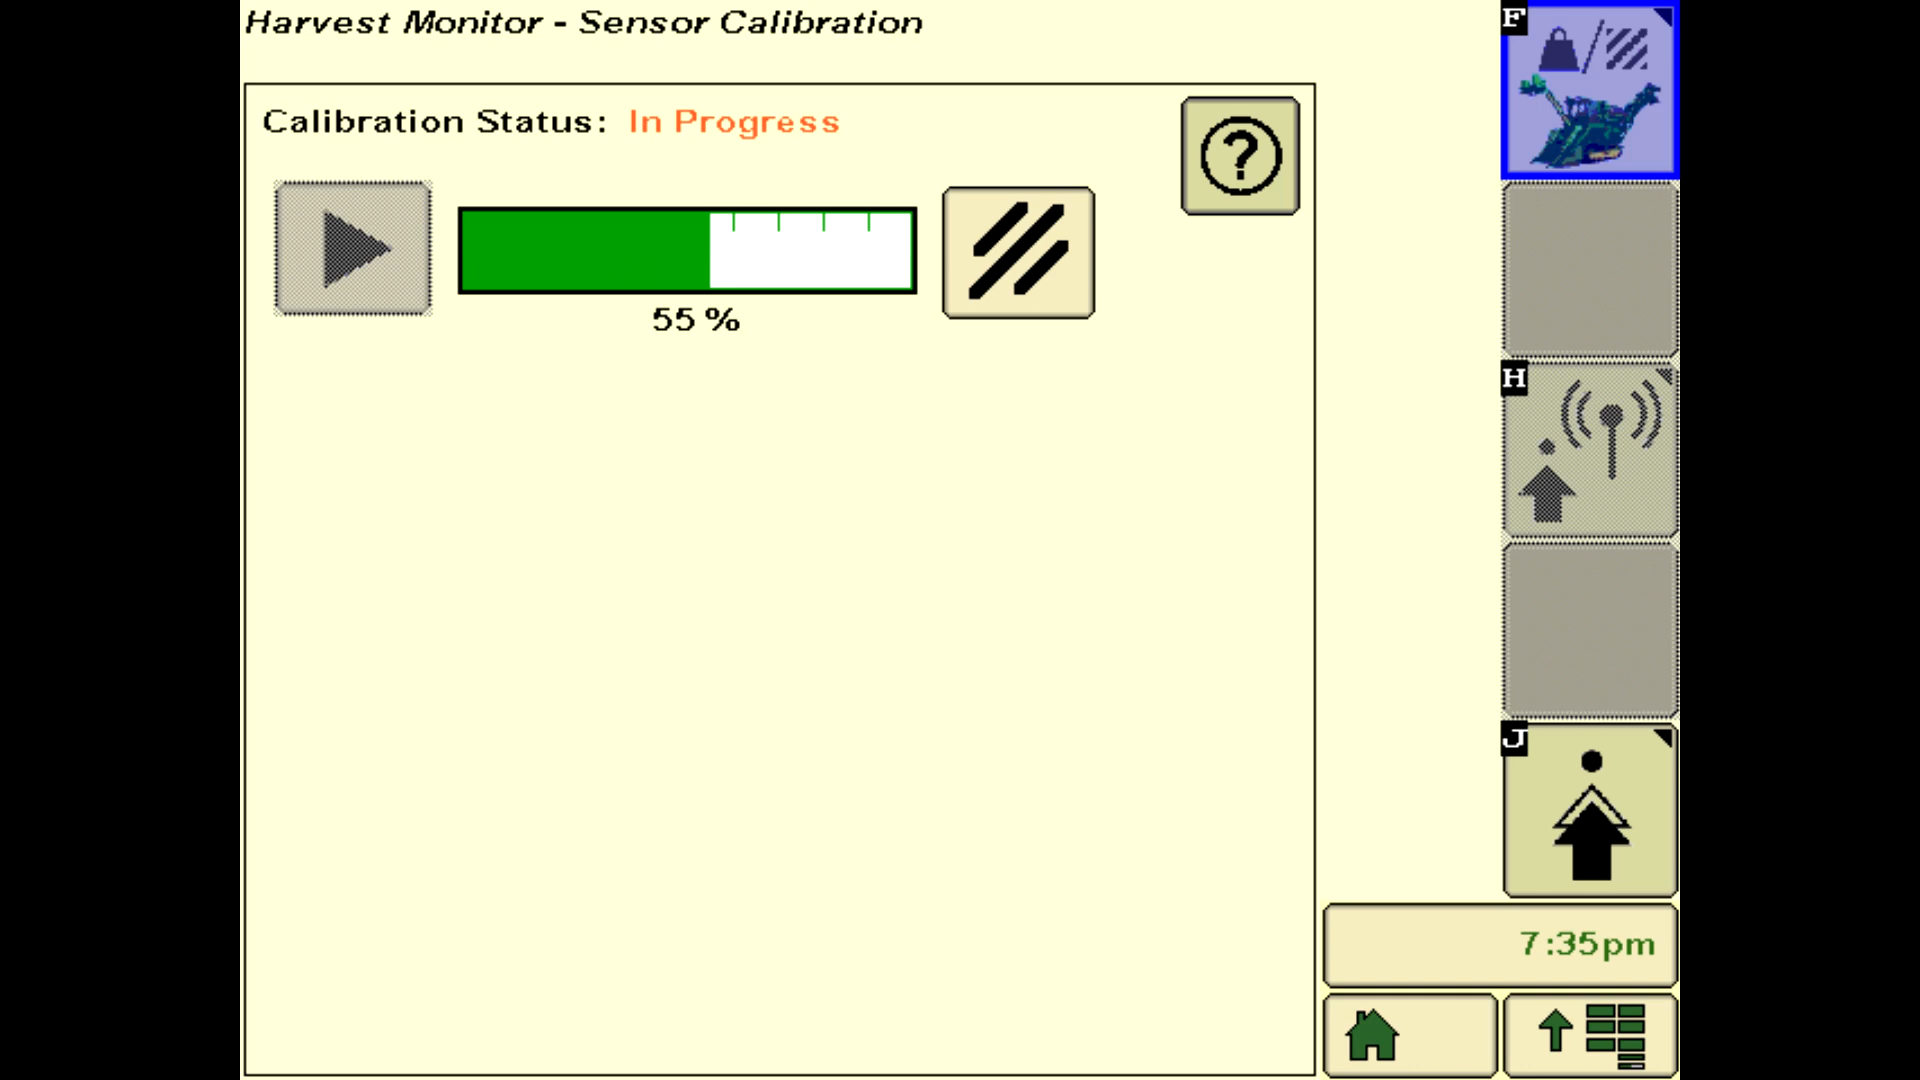 Harvest Monitor - Sensor Calibration
Calibration Status: In Progress
?
55 %
F
H
J
7:35pm